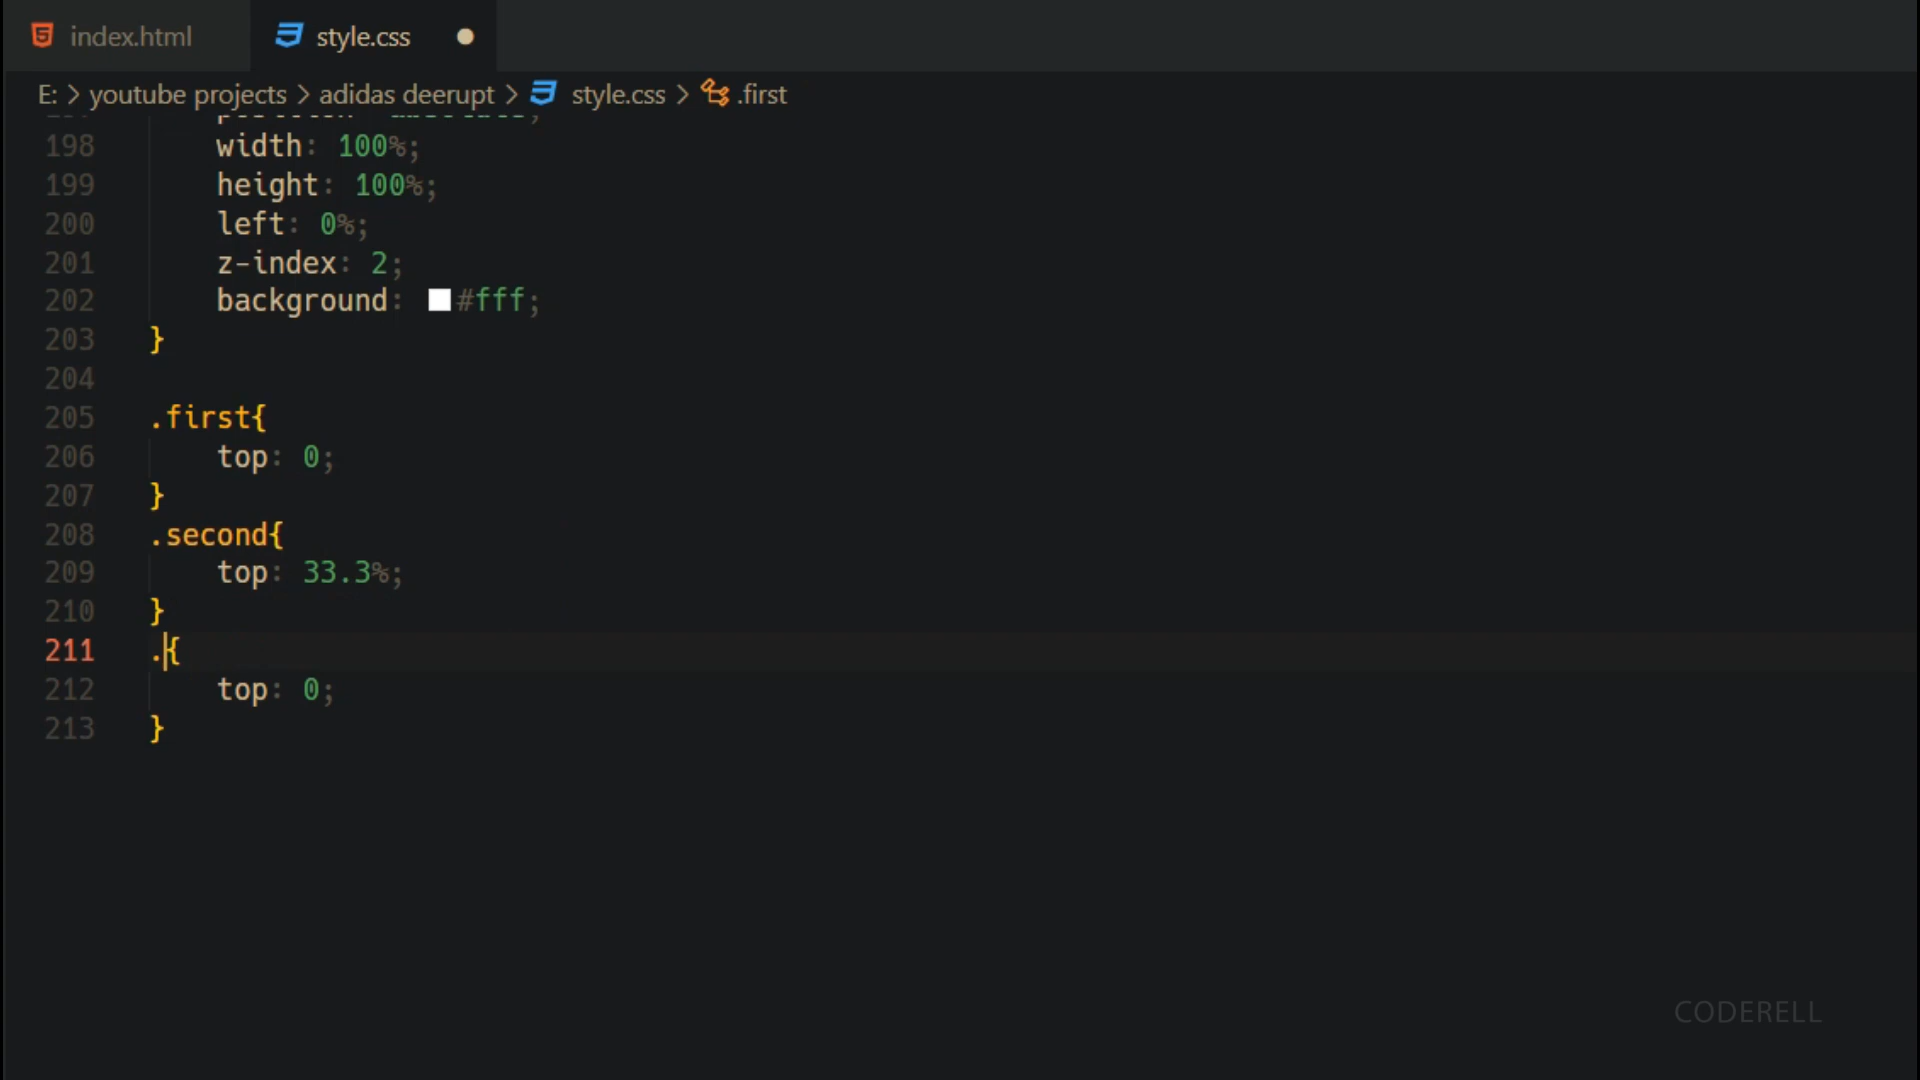 index.html style.css
E: > youtube projects > adidas deerupt > style.css > .first
198 width: 100%;
199 height: 100%;
200 left: 0%;
201 z-index: 2;
202 background: #fff;
203 }
204
205 .first{
206 top: 0;
207 }
208 .second{
209 top: 33.3%;
210 }
211 .{
212 top: 0;
213 }
CODERELL